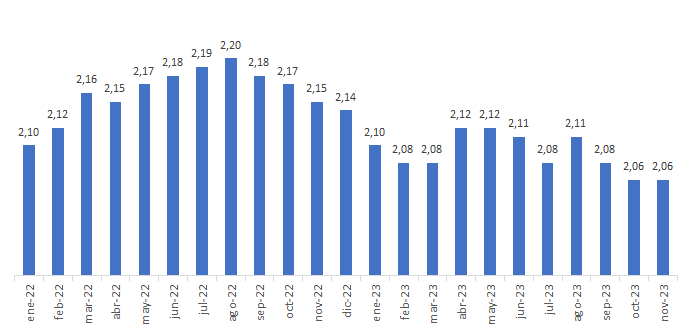 2,10
2,12
2,16
2,15
2,17
2,18
2,19
2,20
2,18
2,17
2,15
2,14
2,10
2,08
2,08
2,12
2,12
2,11
2,08
2,11
2,08
2,06
2,06
ene-22
feb-22
mar-22
abr-22
may-22
jun-22
jul-22
ago-22
sep-22
oct-22
nov-22
dic-22
ene-23
feb-23
mar-23
abr-23
may-23
jun-23
jul-23
ago-23
sep-23
oct-23
nov-23